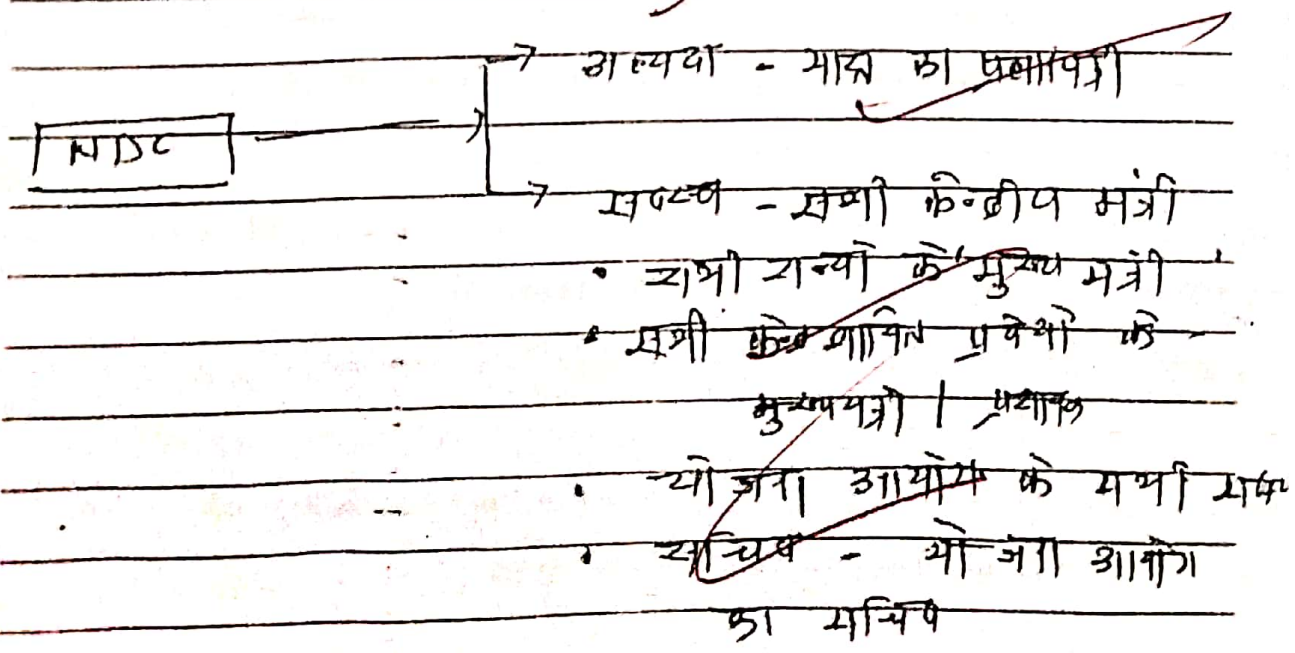 अध्यक्ष - भारत का प्रधानमंत्री
NDC
सदस्य - सभी केन्द्रीय मंत्री
• सभी राज्यों के मुख्य मंत्री
• सभी केन्द्र शासित प्रदेशों के
मुख्यमंत्री / प्रशासक
• योजना आयोग के सभी सदस्य
• सचिव - योजना आयोग
का सचिव